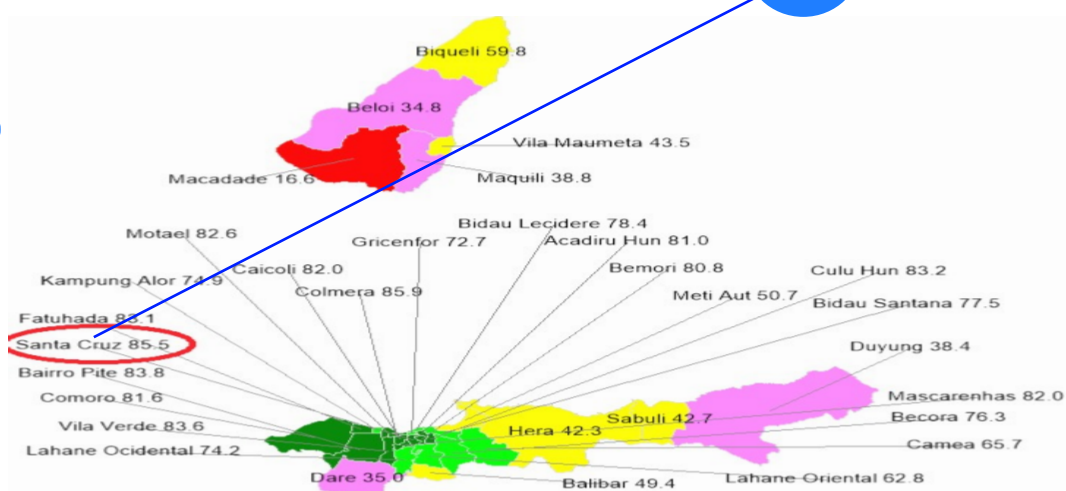 Biqueli 59.8
Beloi 34.8
Vila Maumeta 43.5
Macadade 16.6
Maquili 38.8
Bidau Lecidere 78.4
Motael 82.6
Gricenfor 72.7
Acadiru Hun 81.0
Caicoli 82.0
Bemori 80.8
Culu Hun 83.2
Kampung Alor 74.9
Colmera 85.9
Meti Aut 50.7
Bidau Santana 77.5
Fatuhada 83.1
Santa Cruz 85.5
Duyung 38.4
Bairro Pite 83.8
Mascarenhas 82.0
Comoro 81.6
Sabuli 42.7
Becora 76.3
Vila Verde 83.6
Hera 42.3
Camea 65.7
Lahane Ocidental 74.2
Dare 35.0
Balibar 49.4
Lahane Oriental 62.8